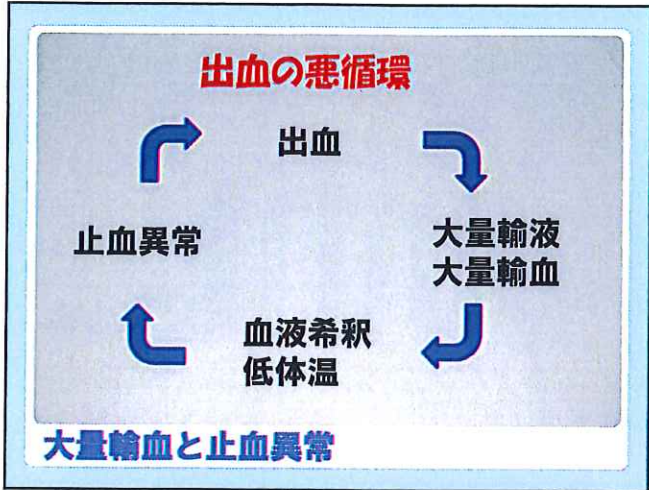 出血の悪循環
出血
大量輸液
大量輸血
血液希釈
低体温
止血異常
大量輸血と止血異常